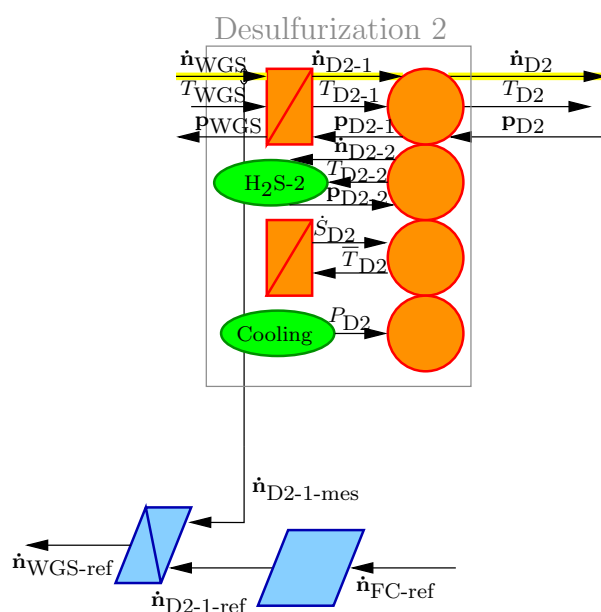 Desulfurization 2
ṅWGS ṅD2-1 ṅD2
TWGS TD2-1 TD2
pWGS pD2-1 pD2
ṅD2-2
H2S-2 TD2-2
pD2-2
ṠD2
T̅D2
Cooling PD2
ṅD2-1-mes
ṅWGS-ref ṅD2-1-ref ṅFC-ref